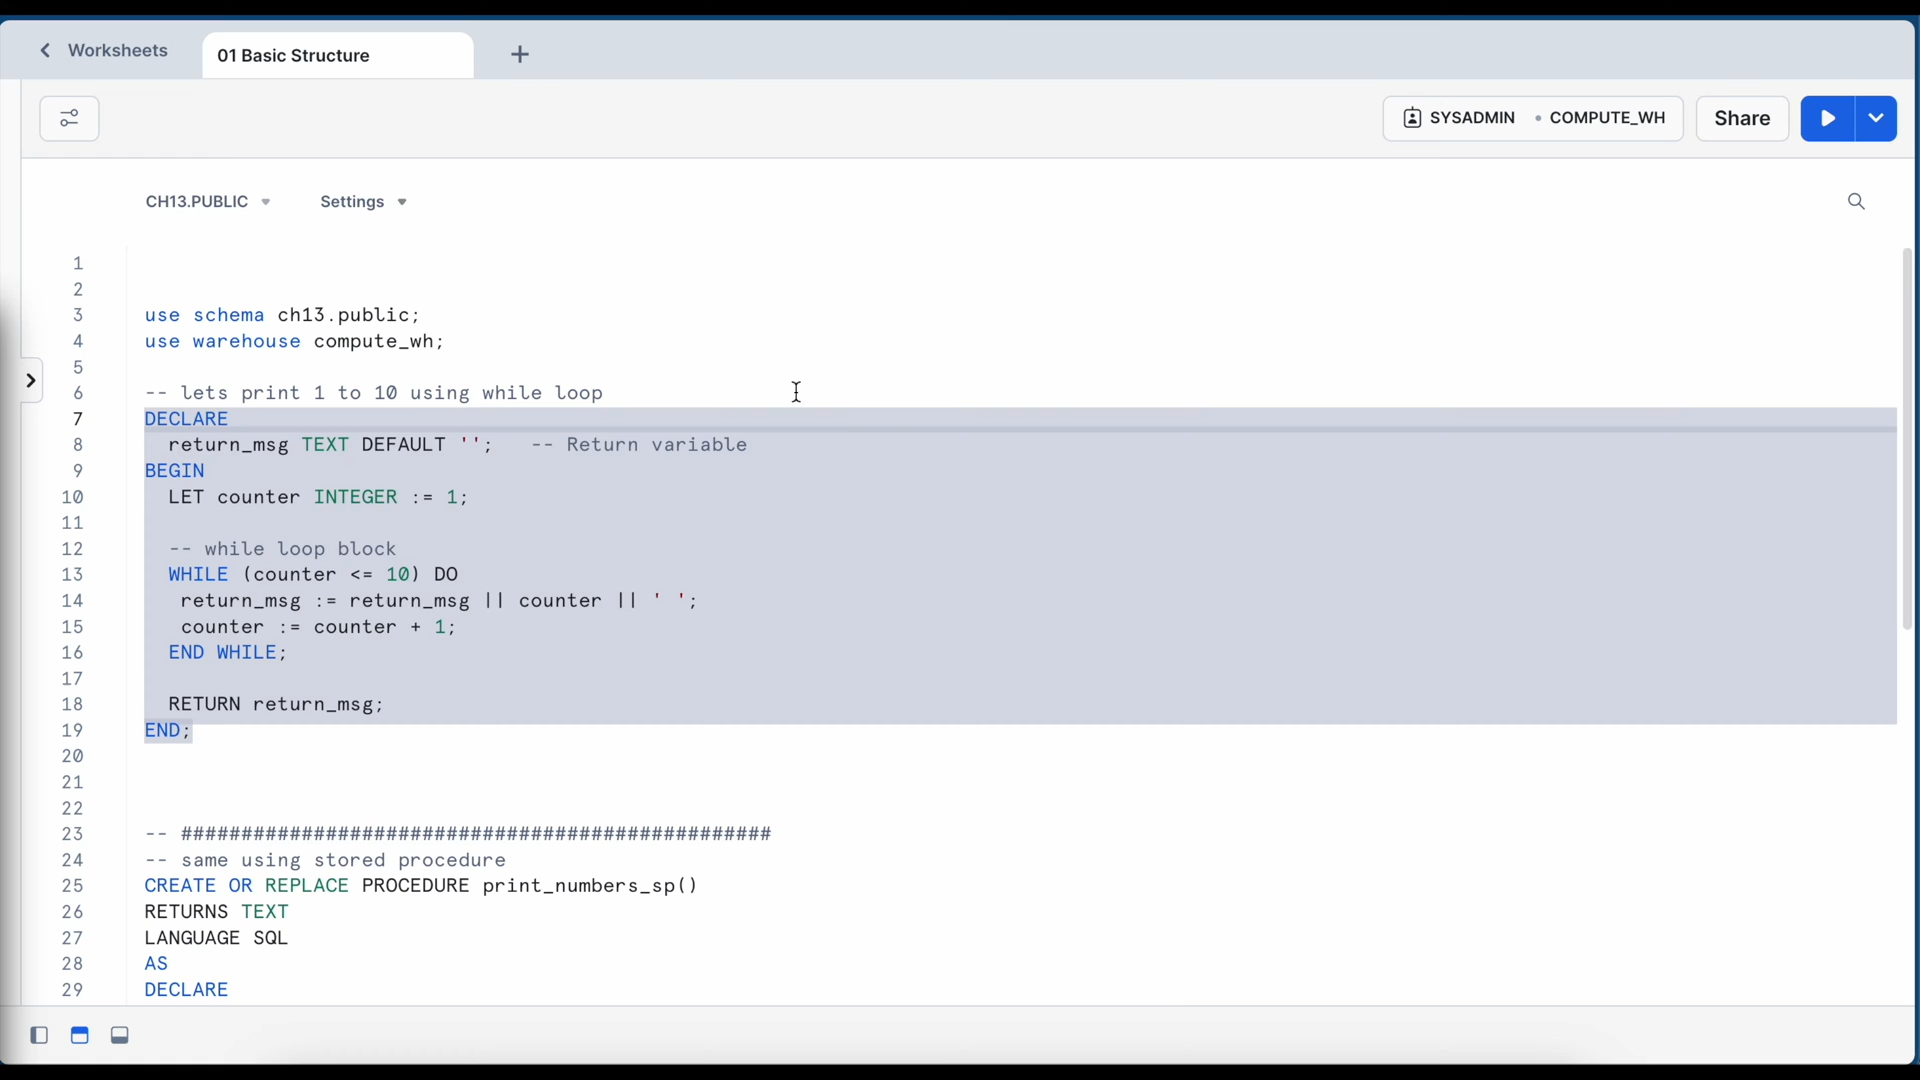 Worksheets
01 Basic Structure
+
SYSADMIN • COMPUTE_WH
Share
CH13.PUBLIC
Settings
1
2
3 use schema ch13.public;
4 use warehouse compute_wh;
5
6 -- lets print 1 to 10 using while loop
7 DECLARE
8 return_msg TEXT DEFAULT ''; -- Return variable
9 BEGIN
10 LET counter INTEGER := 1;
11
12 -- while loop block
13 WHILE (counter <= 10) DO
14 return_msg := return_msg || counter || ' ';
15 counter := counter + 1;
16 END WHILE;
17
18 RETURN return_msg;
19 END;
20
21
22
23 -- #################################################
24 -- same using stored procedure
25 CREATE OR REPLACE PROCEDURE print_numbers_sp()
26 RETURNS TEXT
27 LANGUAGE SQL
28 AS
29 DECLARE